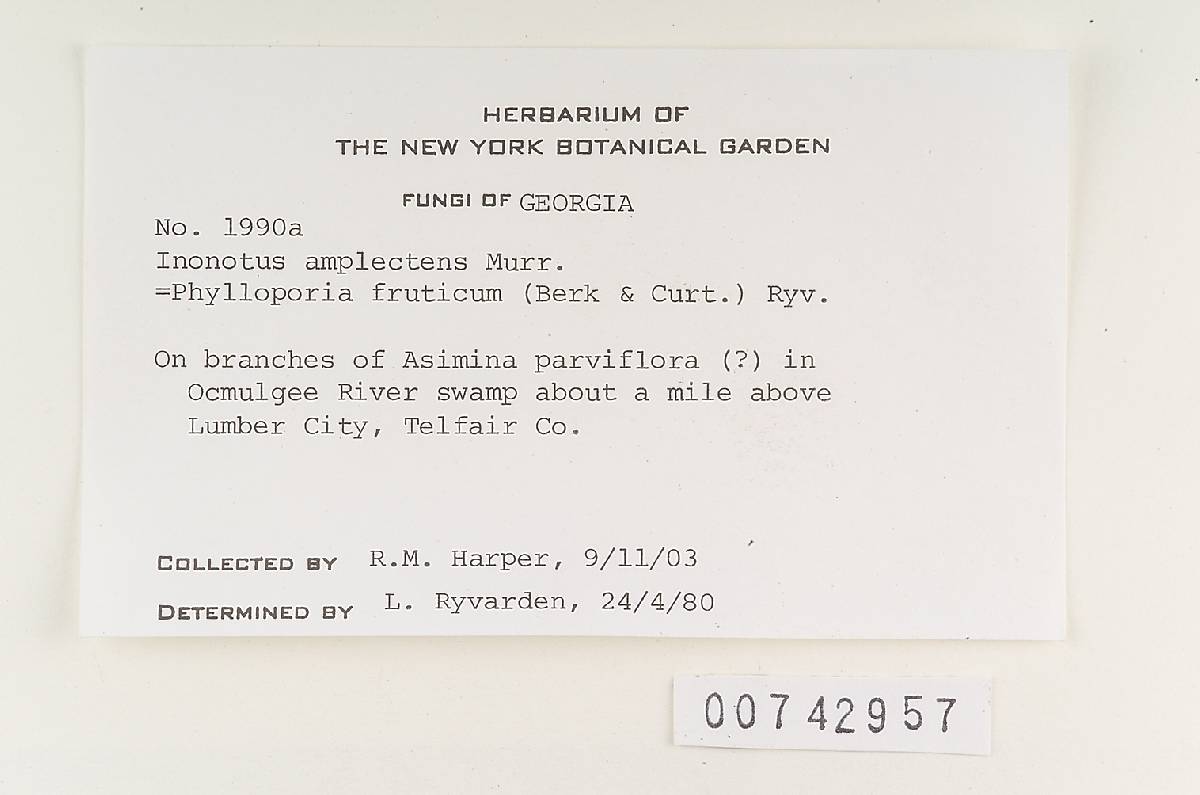 HERBARIUM OF
THE NEW YORK BOTANICAL GARDEN
FUNGI OF GEORGIA
No. 1990a
Inonotus amplectens Murr.
=Phylloporia fruticum (Berk & Curt.) Ryv.
On branches of Asimina parviflora (?) in
Ocmulgee River swamp about a mile above
Lumber City, Telfair Co.
COLLECTED BY R.M. Harper, 9/11/03
DETERMINED BY L. Ryvarden, 24/4/80
00742957